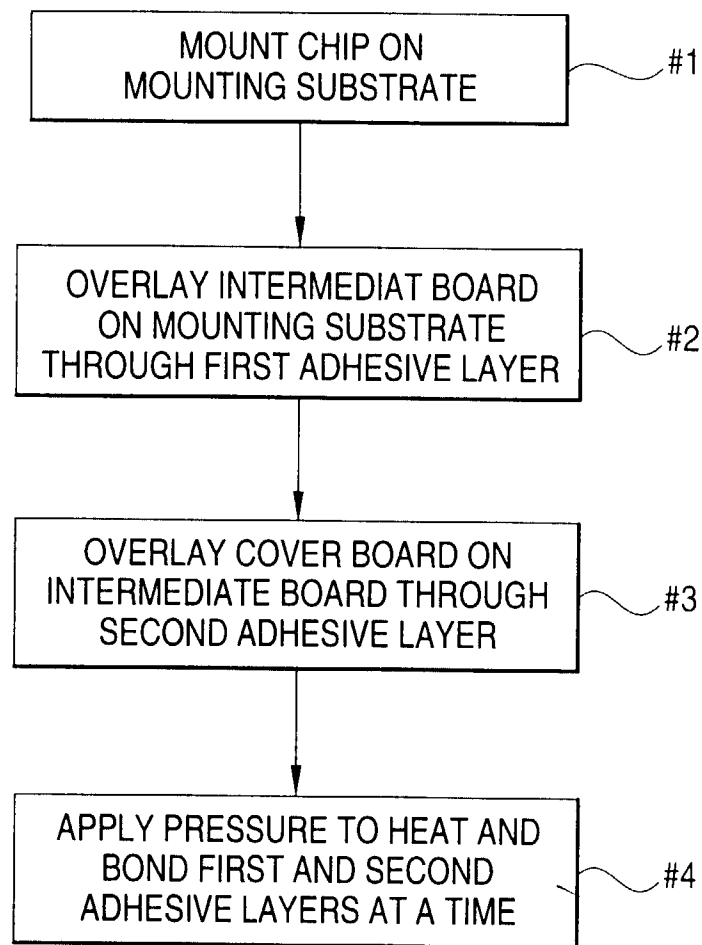 MOUNT CHIP ON
MOUNTING SUBSTRATE
#1
OVERLAY INTERMEDIAT BOARD
ON MOUNTING SUBSTRATE
THROUGH FIRST ADHESIVE LAYER
#2
OVERLAY COVER BOARD ON
INTERMEDIATE BOARD THROUGH
SECOND ADHESIVE LAYER
#3
APPLY PRESSURE TO HEAT AND
BOND FIRST AND SECOND
ADHESIVE LAYERS AT A TIME
#4